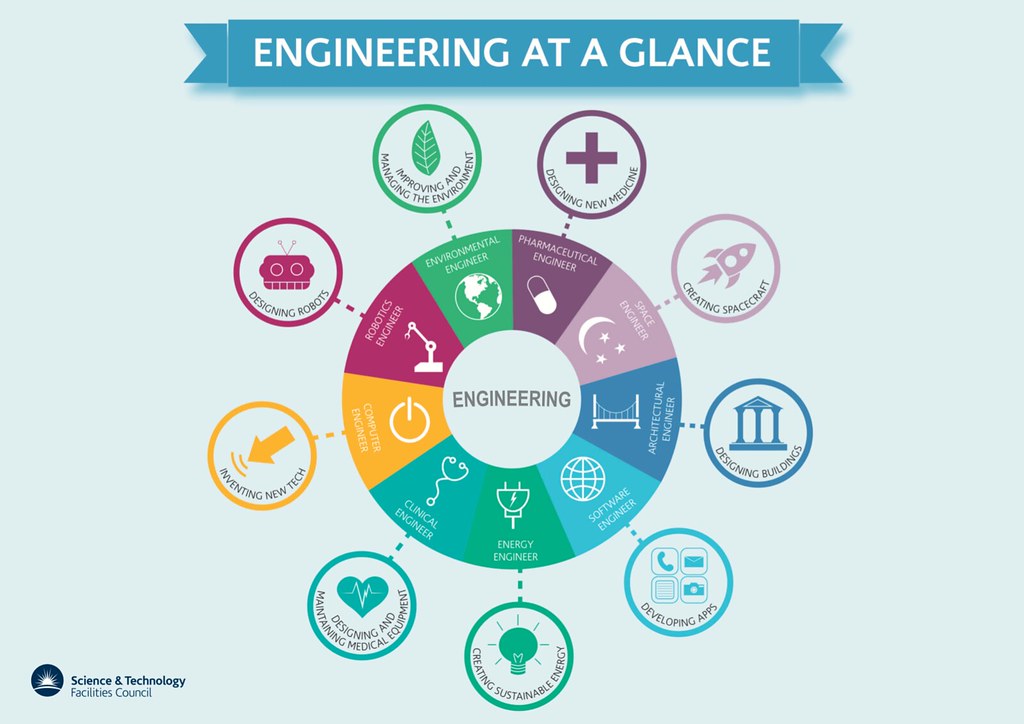 ENGINEERING AT A GLANCE
IMPROVING AND
MANAGING THE ENVIRONMENT
DESIGNING NEW MEDICINE
DESIGNING ROBOTS
CREATING SPACECRAFT
ENVIRONMENTAL
ENGINEER
PHARMACEUTICAL
ENGINEER
ROBOTICS
ENGINEER
SPACE
ENGINEER
ENGINEERING
COMPUTER
ENGINEER
ARCHITECTURAL
ENGINEER
INVENTING NEW TECH
DESIGNING BUILDINGS
CLINICAL
ENGINEER
SOFTWARE
ENGINEER
ENERGY
ENGINEER
DESIGNING AND
MAINTAINING MEDICAL EQUIPMENT
DEVELOPING APPS
CREATING SUSTAINABLE ENERGY
Science & Technology
Facilities Council